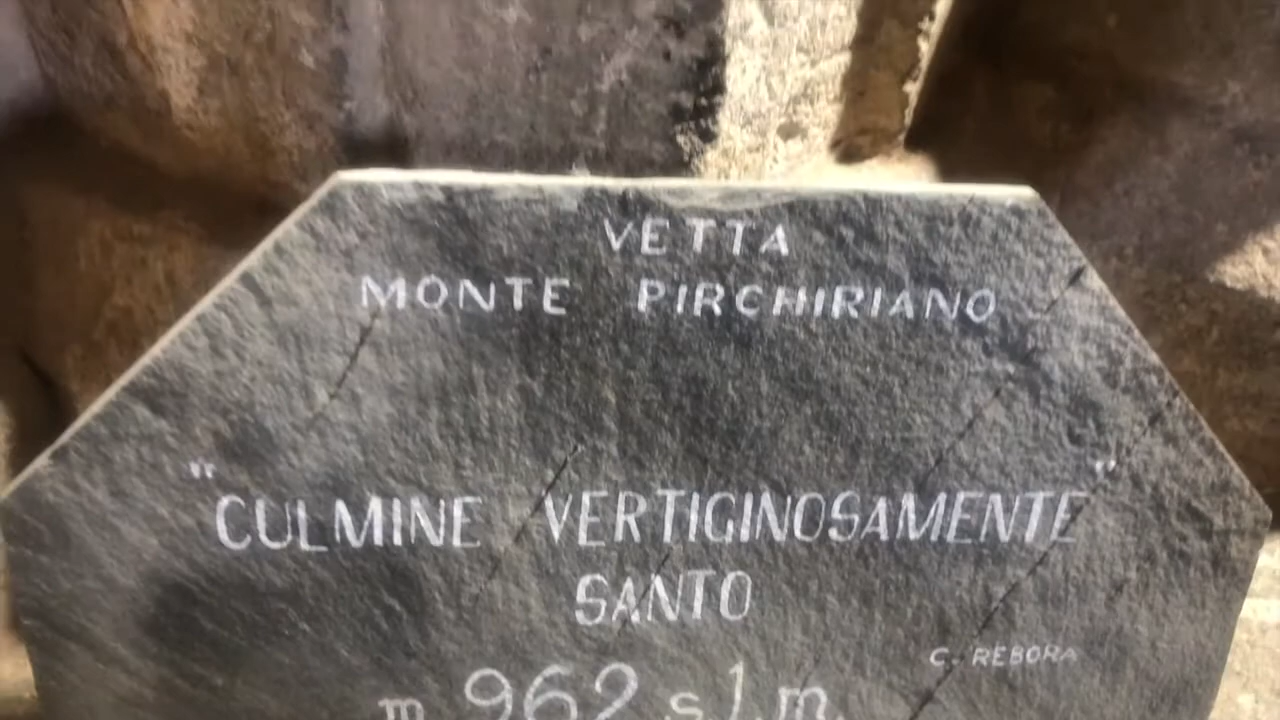 VETTA
MONTE PIRCHIRIANO
"CULMINE VERTIGINOSAMENTE"
SANTO
C. REBORA
m 962 s.l.m.